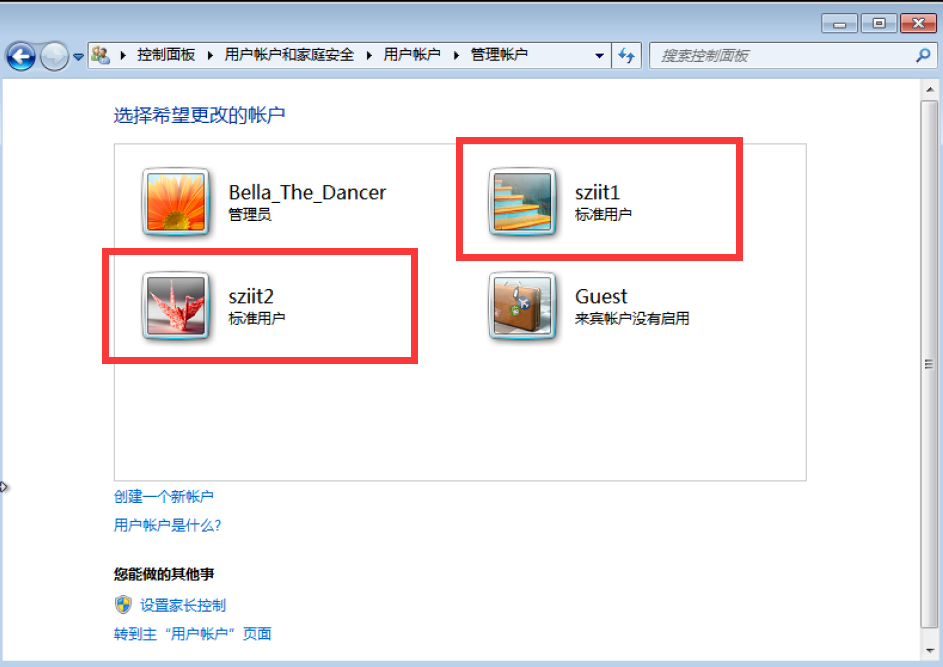 控制面板 用户帐户和家庭安全 用户帐户 管理帐户 搜索控制面板
选择希望更改的帐户
Bella_The_Dancer
管理员
sziit1
标准用户
sziit2
标准用户
Guest
来宾帐户没有启用
创建一个新帐户
用户帐户是什么?
您能做的其他事
设置家长控制
转到主“用户帐户”页面